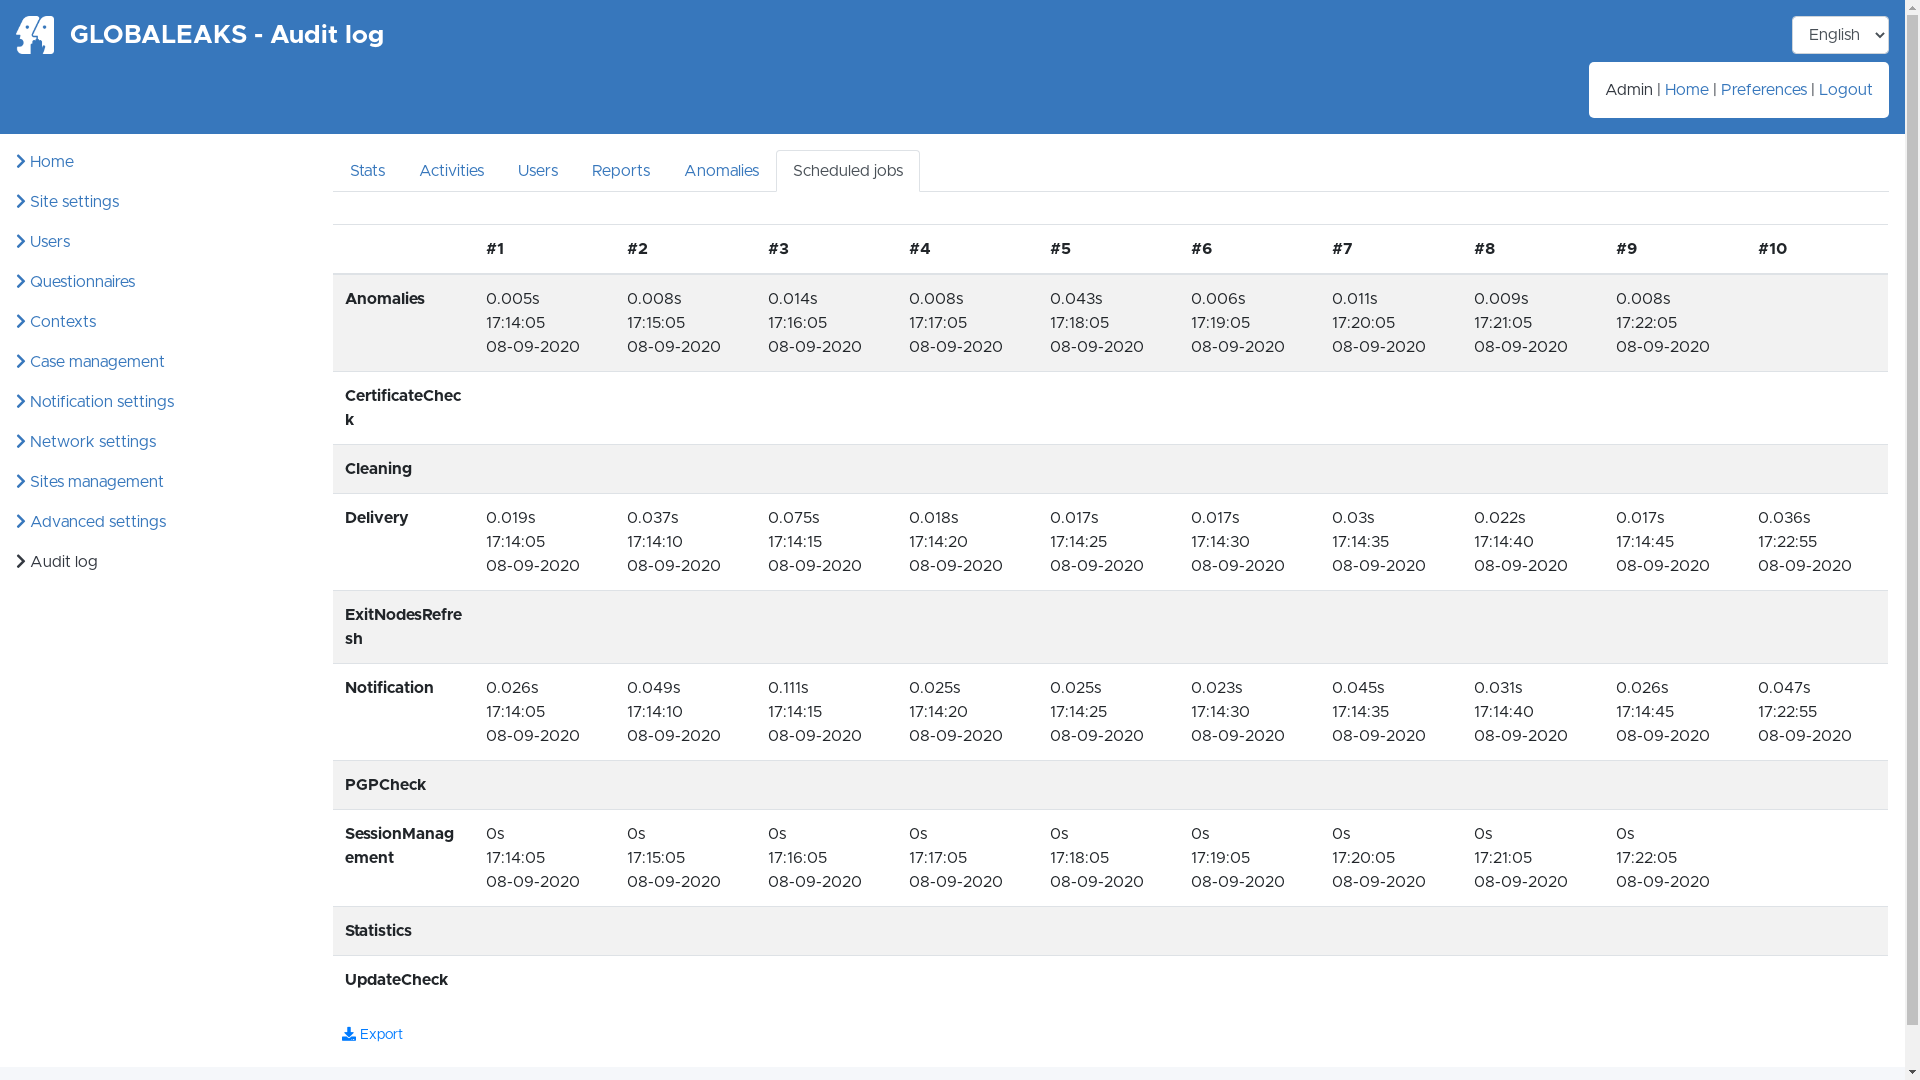 GLOBALEAKS - Audit log
English
Admin | Home | Preferences | Logout
Home
Site settings
Users
Questionnaires
Contexts
Case management
Notification settings
Network settings
Sites management
Advanced settings
Audit log
Stats Activities Users Reports Anomalies Scheduled jobs
#1 #2 #3 #4 #5 #6 #7 #8 #9 #10
Anomalies 0.005s 0.008s 0.014s 0.008s 0.043s 0.006s 0.011s 0.009s 0.008s
17:14:05 17:15:05 17:16:05 17:17:05 17:18:05 17:19:05 17:20:05 17:21:05 17:22:05
08-09-2020 08-09-2020 08-09-2020 08-09-2020 08-09-2020 08-09-2020 08-09-2020 08-09-2020 08-09-2020
CertificateChec
k
Cleaning
Delivery 0.019s 0.037s 0.075s 0.018s 0.017s 0.017s 0.03s 0.022s 0.017s 0.036s
17:14:05 17:14:10 17:14:15 17:14:20 17:14:25 17:14:30 17:14:35 17:14:40 17:14:45 17:22:55
08-09-2020 08-09-2020 08-09-2020 08-09-2020 08-09-2020 08-09-2020 08-09-2020 08-09-2020 08-09-2020 08-09-2020
ExitNodesRefre
sh
Notification 0.026s 0.049s 0.111s 0.025s 0.025s 0.023s 0.045s 0.031s 0.026s 0.047s
17:14:05 17:14:10 17:14:15 17:14:20 17:14:25 17:14:30 17:14:35 17:14:40 17:14:45 17:22:55
08-09-2020 08-09-2020 08-09-2020 08-09-2020 08-09-2020 08-09-2020 08-09-2020 08-09-2020 08-09-2020 08-09-2020
PGPCheck
SessionManag 0s 0s 0s 0s 0s 0s 0s 0s 0s
ement 17:14:05 17:15:05 17:16:05 17:17:05 17:18:05 17:19:05 17:20:05 17:21:05 17:22:05
08-09-2020 08-09-2020 08-09-2020 08-09-2020 08-09-2020 08-09-2020 08-09-2020 08-09-2020 08-09-2020
Statistics
UpdateCheck
Export